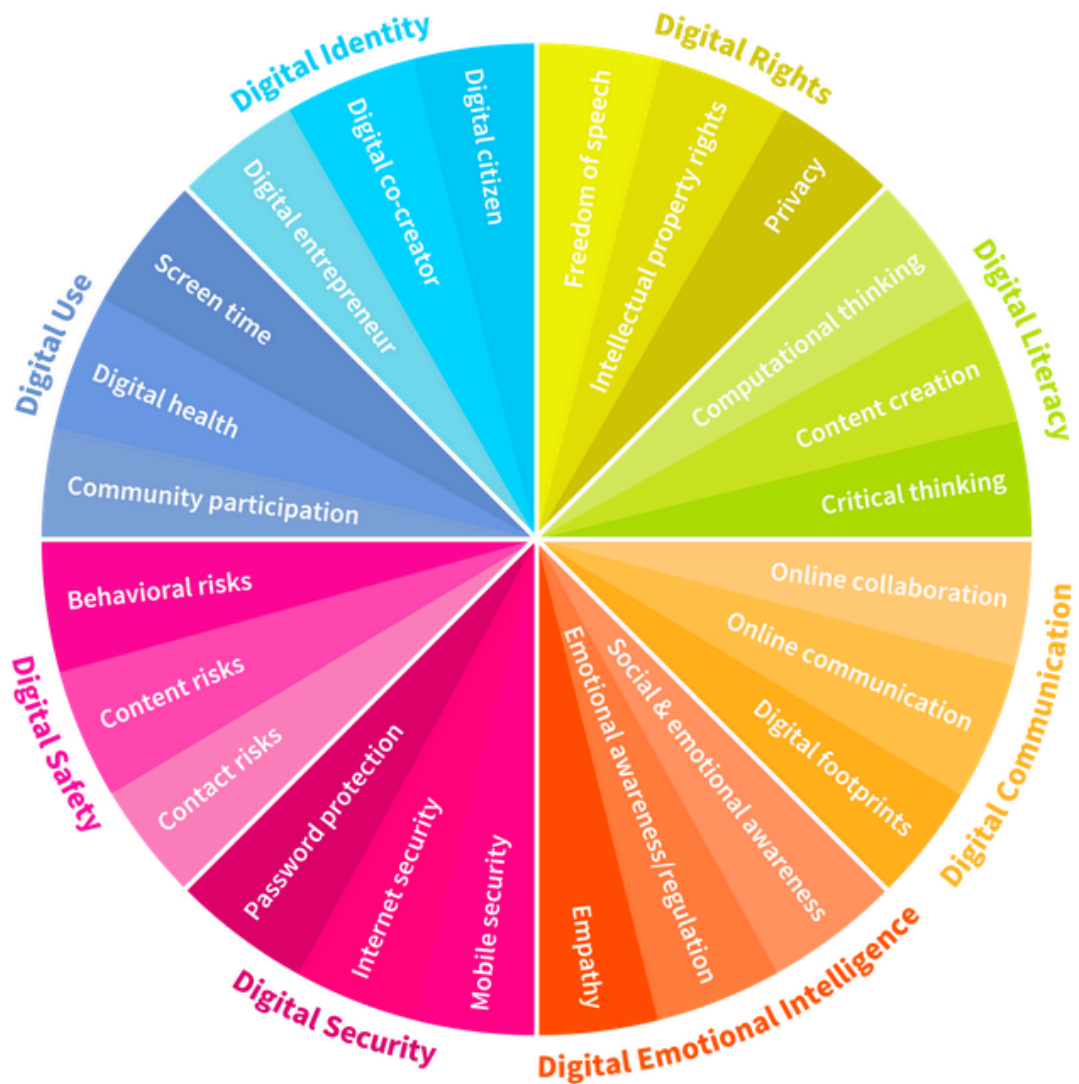 Digital Rights
Freedom of speech
Intellectual property rights
Privacy
Digital Literacy
Computational thinking
Content creation
Critical thinking
Digital Communication
Online collaboration
Online communication
Digital footprints
Digital Emotional Intelligence
Social & emotional awareness
Emotional awareness/regulation
Empathy
Digital Security
Mobile security
Internet security
Password protection
Digital Safety
Contact risks
Content risks
Behavioral risks
Digital Use
Community participation
Digital health
Screen time
Digital Identity
Digital entrepreneur
Digital co-creator
Digital citizen